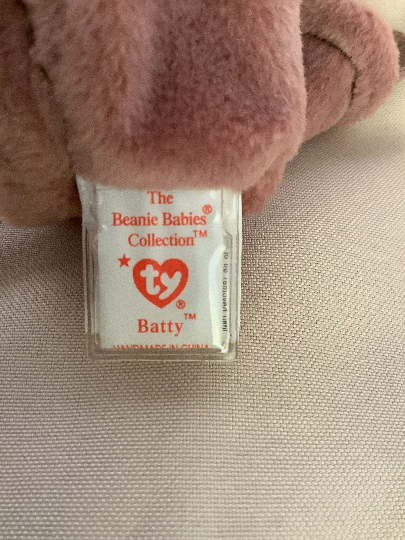 The
Beanie Babies®
Collection™
ty®
Batty™
HANDMADE IN CHINA